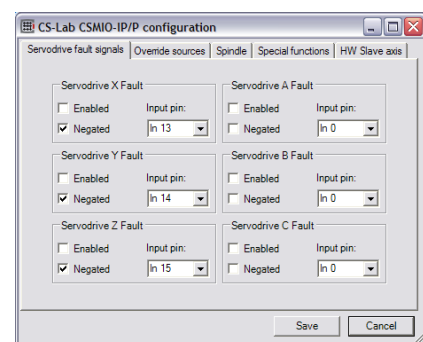 CS-Lab CSMIO-IP/P configuration
Servodrive fault signals Override sources Spindle Special functions HW Slave axis
Servodrive X Fault Servodrive A Fault
Enabled Input pin: Enabled Input pin:
Negated In 13 Negated In 0
Servodrive Y Fault Servodrive B Fault
Enabled Input pin: Enabled Input pin:
Negated In 14 Negated In 0
Servodrive Z Fault Servodrive C Fault
Enabled Input pin: Enabled Input pin:
Negated In 15 Negated In 0
Save Cancel